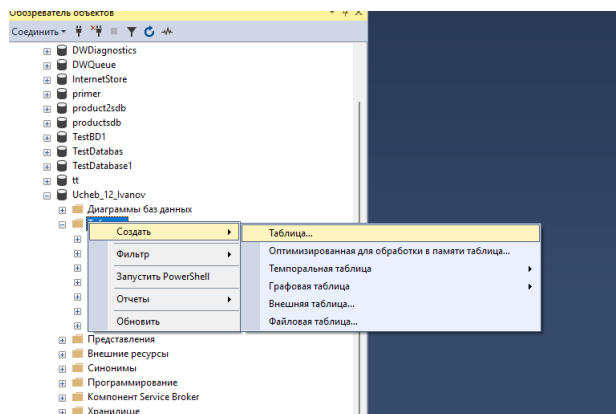 Обозреватель объектов
Соединить
DWDiagnostics
DWQueue
InternetStore
primer
product2sdb
productsdb
TestBD1
TestDatabas
TestDatabase1
tt
Ucheb_12_Ivanov
Диаграммы баз данных
Создать
Фильтр
Запустить PowerShell
Отчеты
Обновить
Таблица...
Оптимизированная для обработки в памяти таблица...
Темпоральная таблица
Графовая таблица
Внешняя таблица...
Файловая таблица...
Представления
Внешние ресурсы
Синонимы
Программирование
Компонент Service Broker
Хранилище